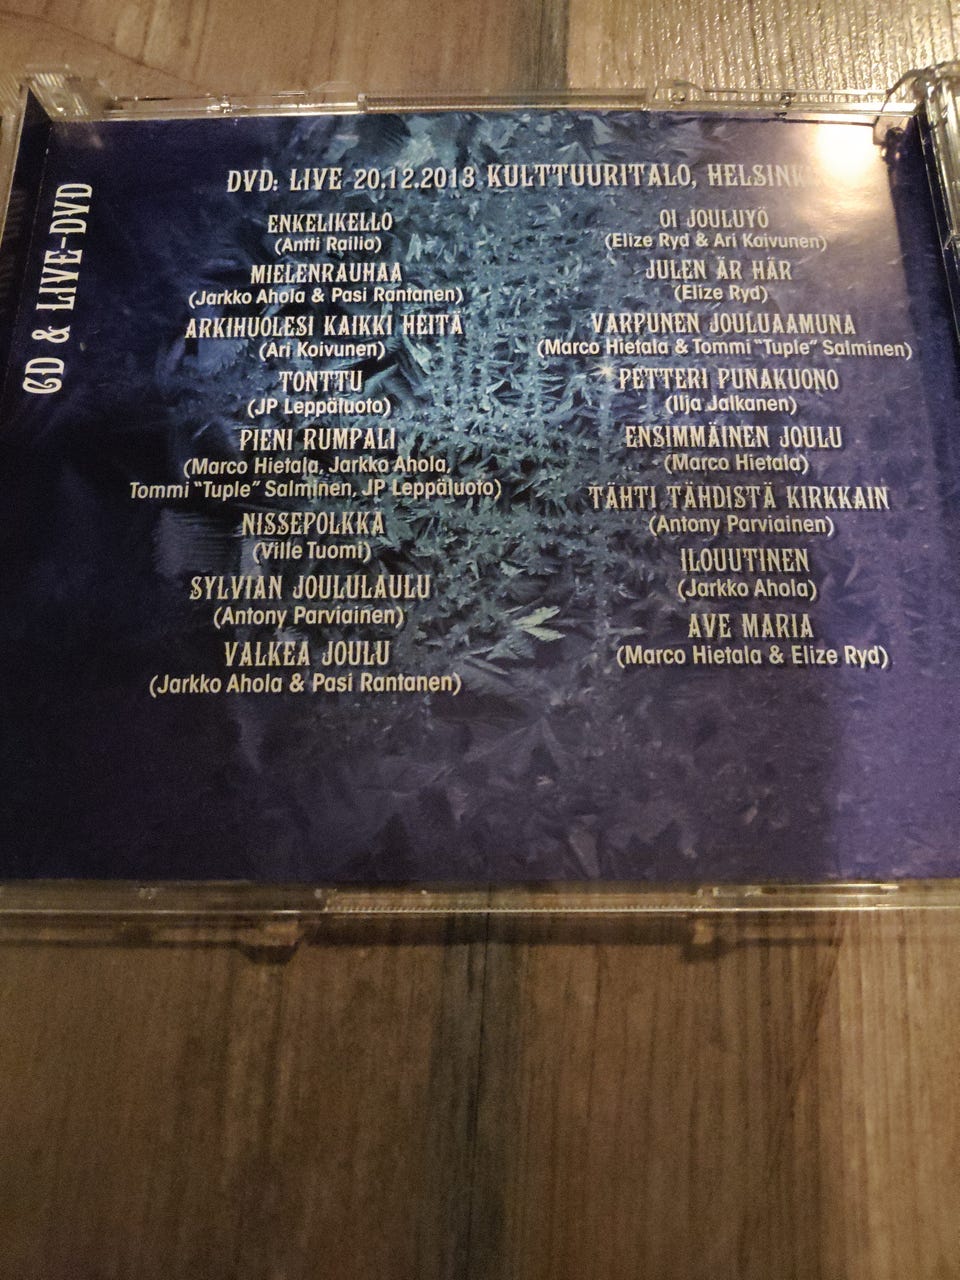 CD & LIVE-DVD
DVD: LIVE 20.12.2013 KULTTUURITALO, HELSINKI
ENKELIKELLO
(Antti Railio)
MIELENRAUHAA
(Jarkko Ahola & Pasi Rantanen)
ARKIHUOLESI KAIKKI HEITÄ
(Ari Koivunen)
TONTTU
(JP Leppäluoto)
PIENI RUMPALI
(Marco Hietala, Jarkko Ahola,
Tommi "Tuple" Salminen, JP Leppäluoto)
NISSEPOLKKA
(Ville Tuomi)
SYLVIAN JOULULAULU
(Antony Parviainen)
VALKEA JOULU
(Jarkko Ahola & Pasi Rantanen)
OI JOULUYÖ
(Elize Ryd & Ari Koivunen)
JULEN ÄR HÄR
(Elize Ryd)
VARPUNEN JOULUAAMUNA
(Marco Hietala & Tommi "Tuple" Salminen)
PETTERI PUNAKUONO
(Ilja Jalkanen)
ENSIMMÄINEN JOULU
(Marco Hietala)
TÄHTI TÄHDISTÄ KIRKKAIN
(Antony Parviainen)
ILOUUTINEN
(Jarkko Ahola)
AVE MARIA
(Marco Hietala & Elize Ryd)